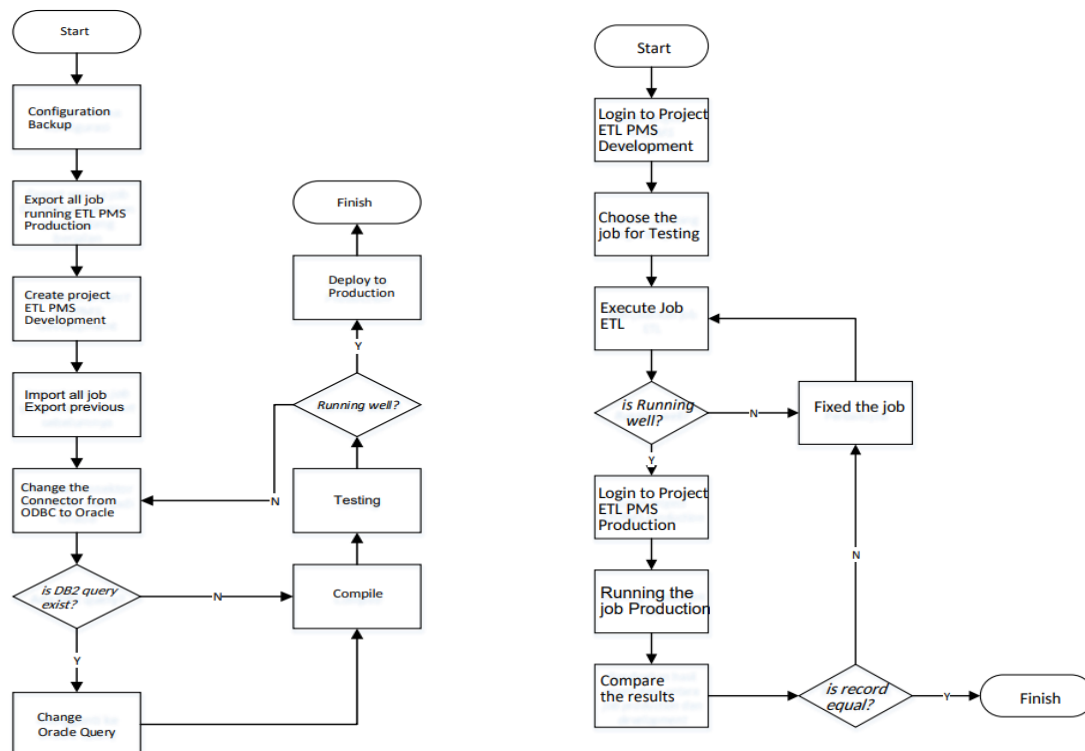 Start
Configuration
Backup
Export all job
running ETL PMS
Production
Create project
ETL PMS
Development
Import all job
Export previous
Change the
Connector from
ODBC to Oracle
is DB2 query
exist?
N
Y
Change
Oracle Query
Compile
Testing
Running well?
N
Y
Deploy to
Production
Finish
Start
Login to Project
ETL PMS
Development
Choose the
job for Testing
Execute Job
ETL
is Running
well?
N
Fixed the job
Y
Login to Project
ETL PMS
Production
Running the
job Production
Compare
the results
is record
equal?
N
Y
Finish